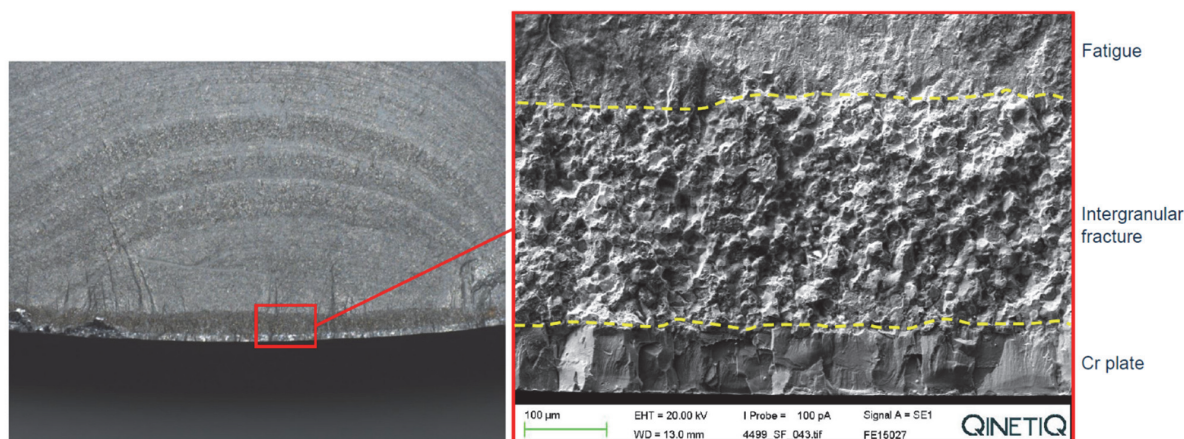 Fatigue
Intergranular
fracture
Cr plate
100 µm
EHT = 20.00 kV
I Probe = 100 pA
Signal A = SE1
WD = 13.0 mm
4499_SF_043.tif
FE15027
QINETIQ